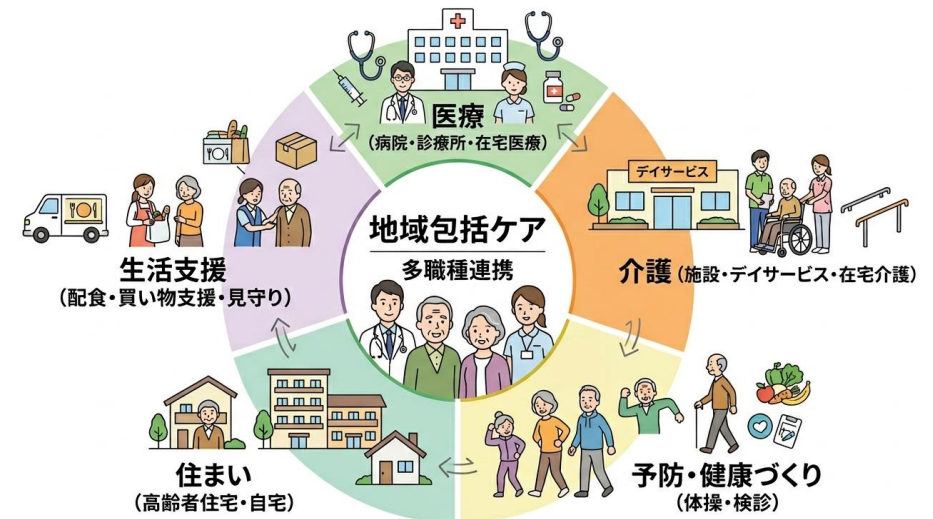 医療
(病院・診療所・在宅医療)
デイサービス
地域包括ケア
多職種連携
生活支援
(配食・買い物支援・見守り)
介護(施設・デイサービス・在宅介護)
住まい
(高齢者住宅・自宅)
予防・健康づくり
(体操・検診)